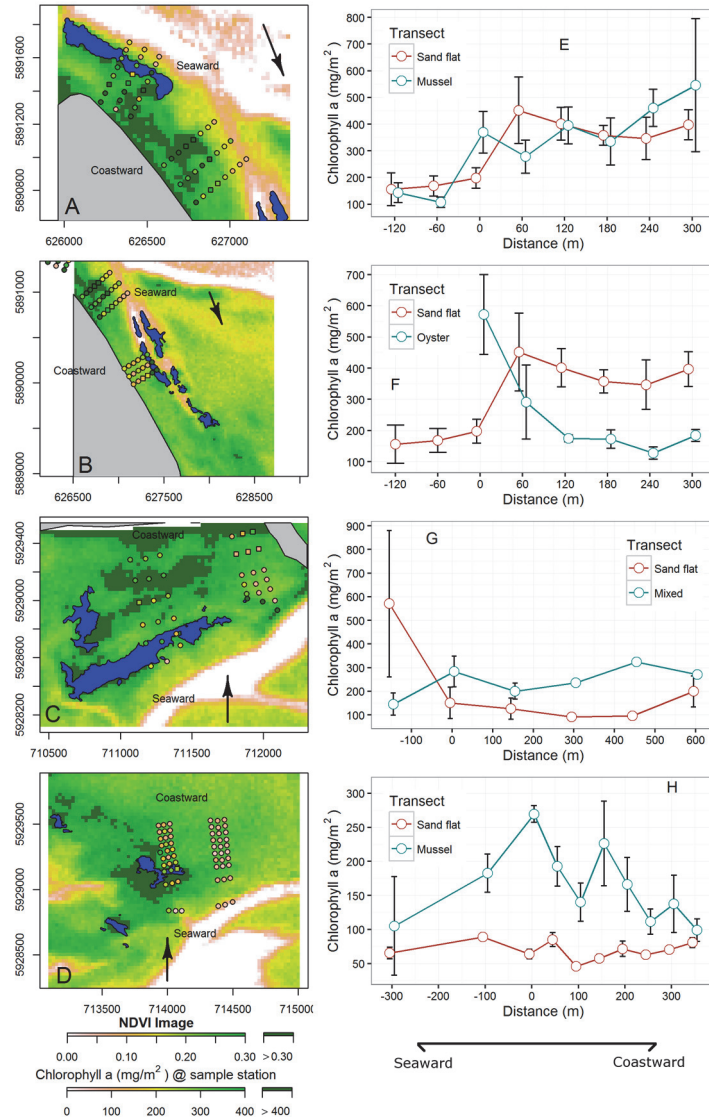 5891600
5891200
5890800
Seaward
Coastward
A
626000
626500
627000
Chlorophyll a (mg/m²)
800
700
600
500
400
300
200
100
Transect
Sand flat
Mussel
E
-120
-60
0
60
120
180
240
300
Distance (m)
5891000
5890000
5889000
Seaward
Coastward
B
626500
627500
628500
Chlorophyll a (mg/m²)
700
600
500
400
300
200
100
Transect
Sand flat
Oyster
F
-120
-60
0
60
120
180
240
300
Distance (m)
5929400
5929000
5928600
5928200
Coastward
Seaward
C
710500
711000
711500
712000
Chlorophyll a (mg/m²)
900
800
700
600
500
400
300
200
100
G
Transect
Sand flat
Mixed
-100
0
100
200
300
400
500
600
Distance (m)
5929500
5929000
5928500
Coastward
Seaward
D
713500
714000
714500
715000
Chlorophyll a (mg/m²)
300
250
200
150
100
50
Transect
Sand flat
Mussel
H
-300
-200
-100
0
100
200
300
Distance (m)
NDVI Image
0.00 0.10 0.20 0.30 >0.30
Chlorophyll a (mg/m²) @ sample station
0 100 200 300 400 >400
Seaward
Coastward